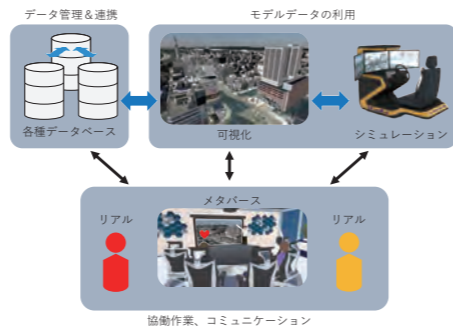 データ管理＆連携
モデルデータの利用
各種データベース
可視化
シミュレーション
メタバース
リアル
リアル
協働作業、コミュニケーション